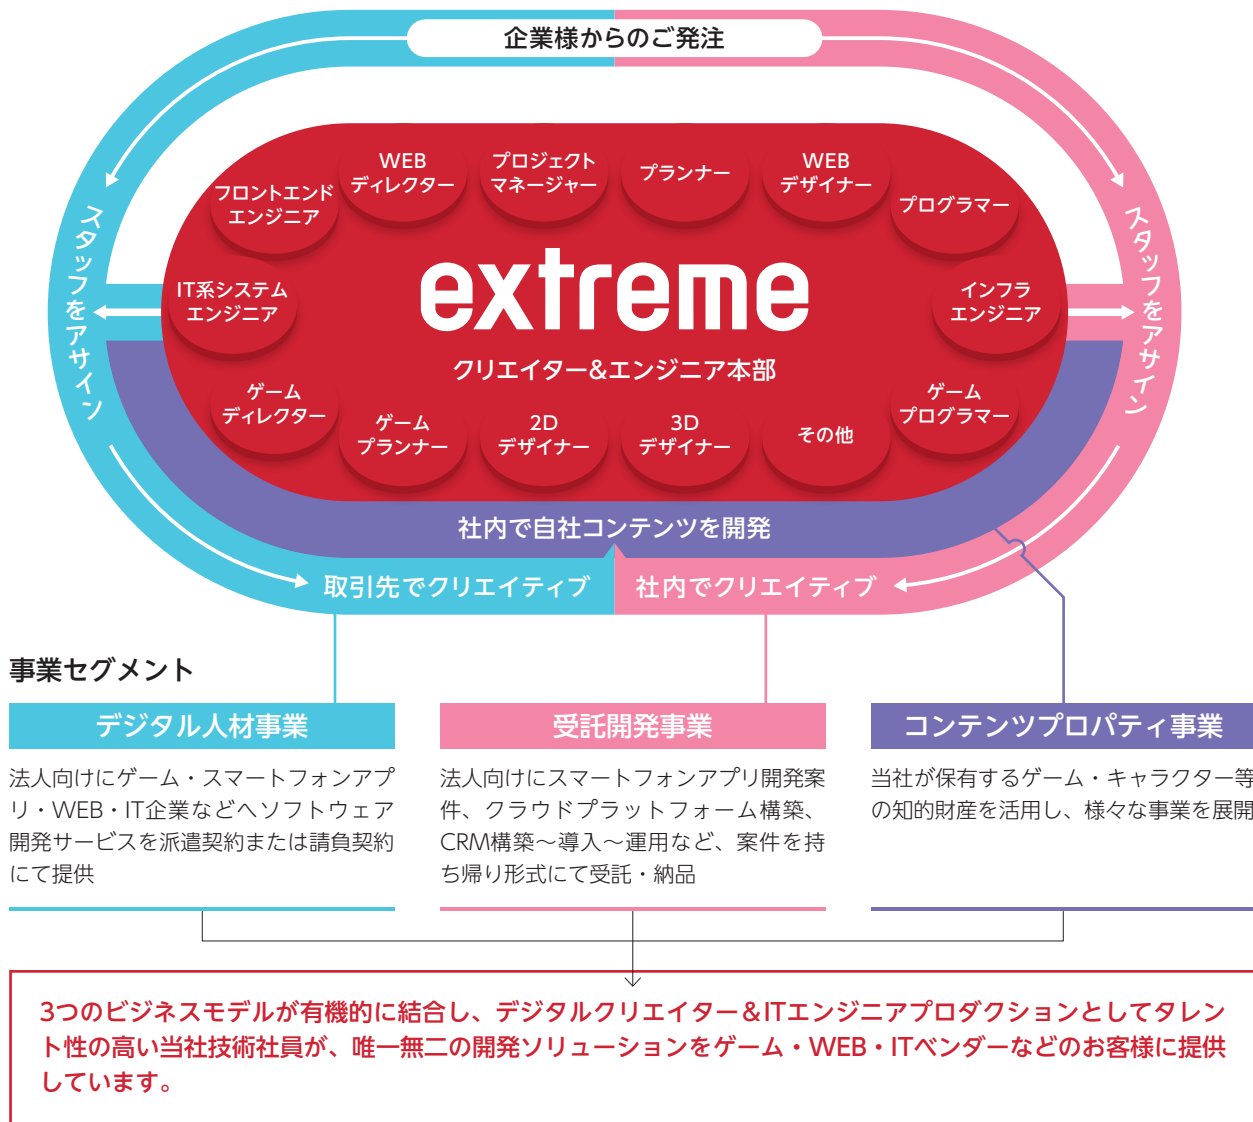 企業様からのご発注
スタッフをアサイン
スタッフをアサイン
フロントエンド
エンジニア
WEB
ディレクター
プロジェクト
マネージャー
プランナー
WEB
デザイナー
プログラマー
IT系システム
エンジニア
extreme
クリエイター&エンジニア本部
インフラ
エンジニア
ゲーム
ディレクター
ゲーム
プランナー
2D
デザイナー
3D
デザイナー
その他
ゲーム
プログラマー
社内で自社コンテンツを開発
取引先でクリエイティブ
社内でクリエイティブ
事業セグメント
デジタル人材事業
法人向けにゲーム・スマートフォンアプ
リ・WEB・IT企業などへソフトウェア
開発サービスを派遣契約または請負契約
にて提供
受託開発事業
法人向けにスマートフォンアプリ開発案
件、クラウドプラットフォーム構築、
CRM構築～導入～運用など、案件を持
ち帰り形式にて受託・納品
コンテンツプロパティ事業
当社が保有するゲーム・キャラクター等
の知的財産を活用し、様々な事業を展開
3つのビジネスモデルが有機的に結合し、デジタルクリエイター&ITエンジニアプロダクションとしてタレン
ト性の高い当社技術社員が、唯一無二の開発ソリューションをゲーム・WEB・ITベンダーなどのお客様に提供
しています。